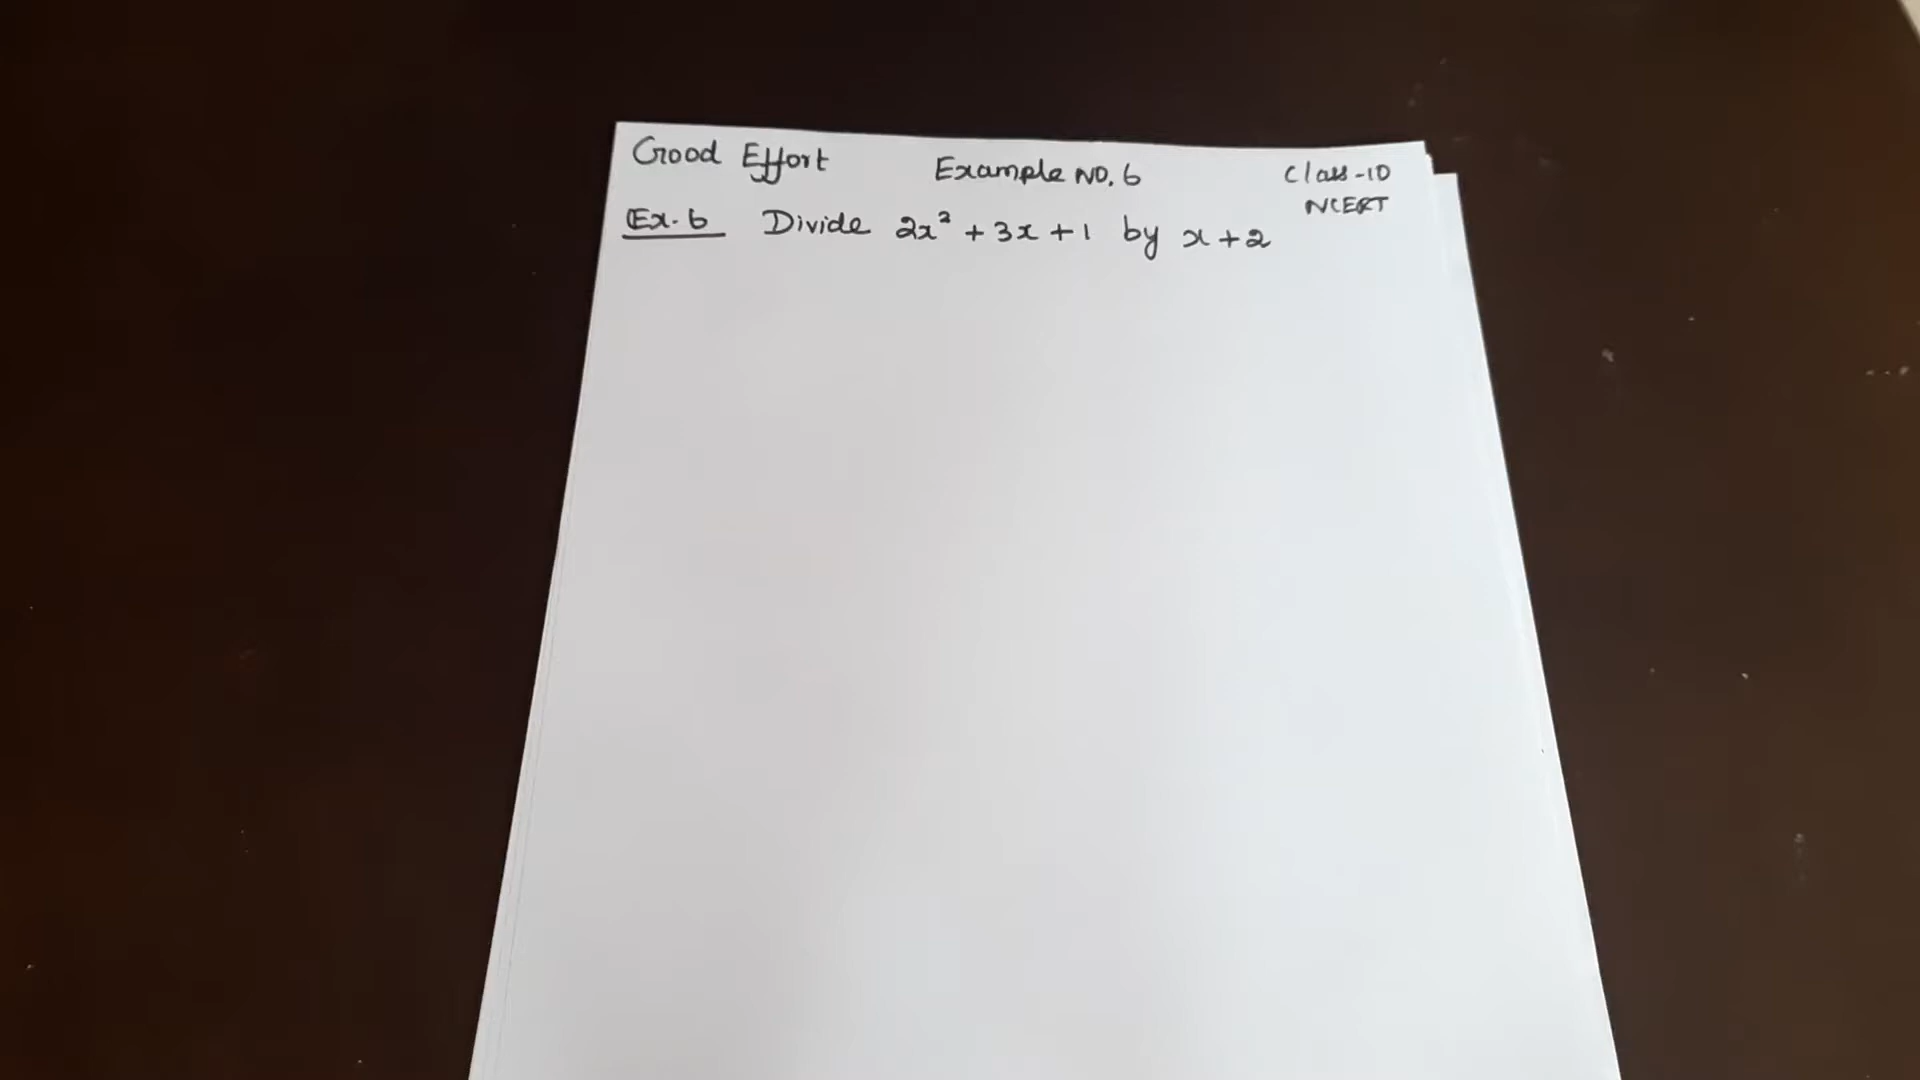 Good Effort Example NO. 6 Class-10
NCERT
Ex-6 Divide 2x² + 3x + 1 by x + 2